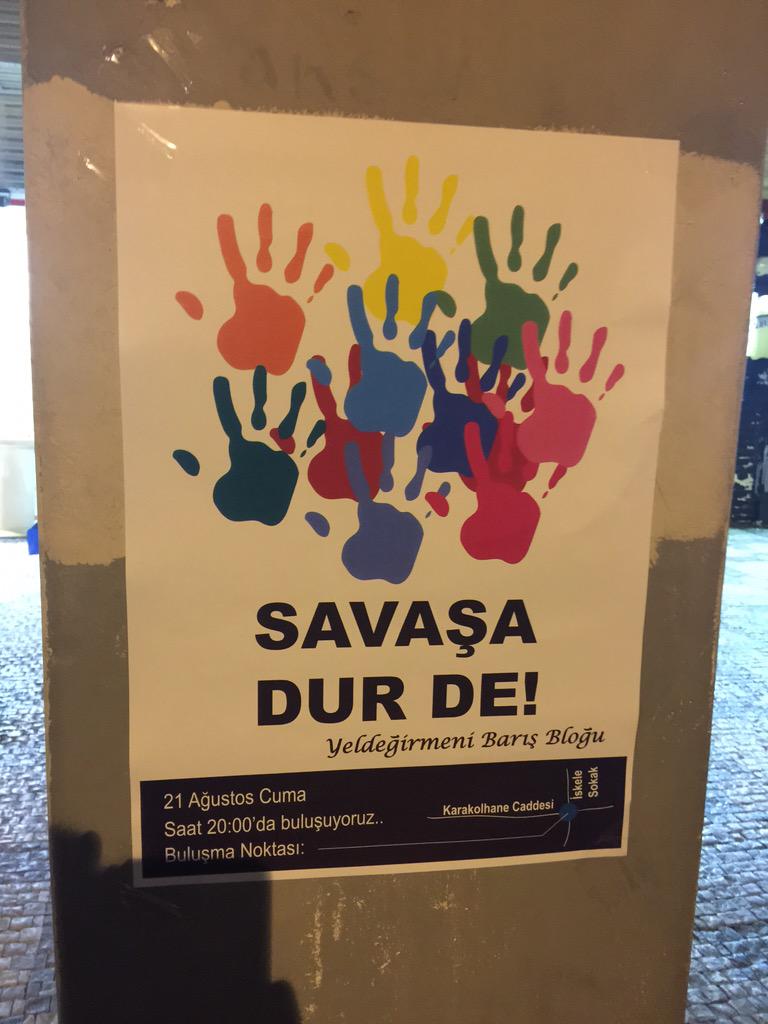 SAVAŞA
DUR DE!
Yeldeğirmeni Barış Bloğu
21 Ağustos Cuma
Saat 20:00'da buluşuyoruz..
Buluşma Noktası:
Karakolhane Caddesi
İskele
Sokak